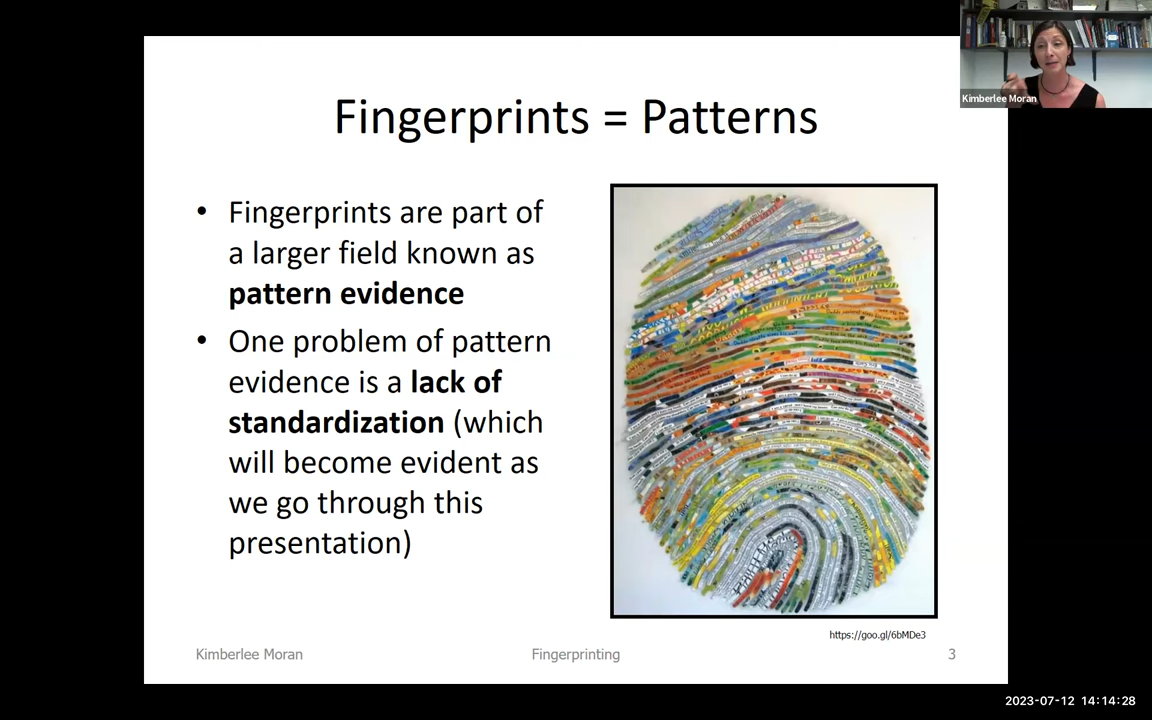 Kimberlee Moran
Fingerprints = Patterns
• Fingerprints are part of
a larger field known as
pattern evidence
• One problem of pattern
evidence is a lack of
standardization (which
will become evident as
we go through this
presentation)
https://goo.gl/6bMDe3
Kimberlee Moran
Fingerprinting
3
2023-07-12 14:14:28